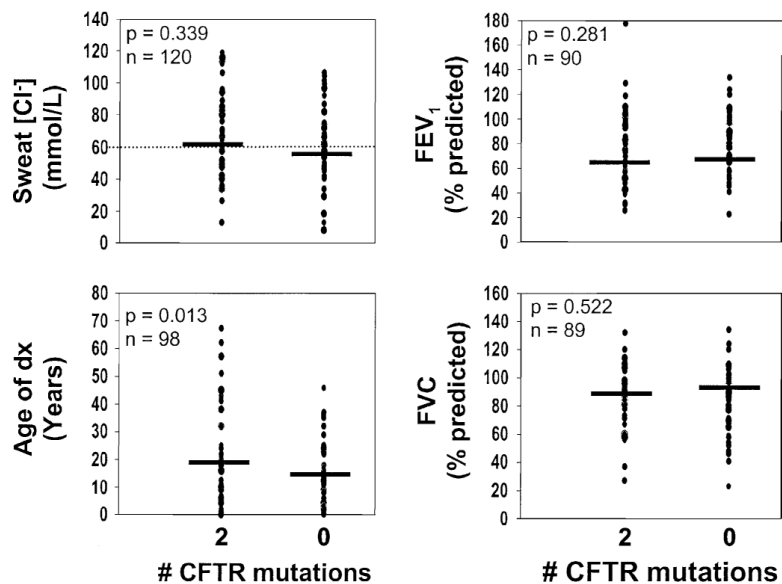 Sweat [Cl-]
(mmol/L)
140
120
100
80
60
40
20
0
p = 0.339
n = 120
FEV1
(% predicted)
180
160
140
120
100
80
60
40
20
0
p = 0.281
n = 90
Age of dx
(Years)
80
70
60
50
40
30
20
10
0
p = 0.013
n = 98
2 0
# CFTR mutations
FVC
(% predicted)
160
140
120
100
80
60
40
20
0
p = 0.522
n = 89
2 0
# CFTR mutations